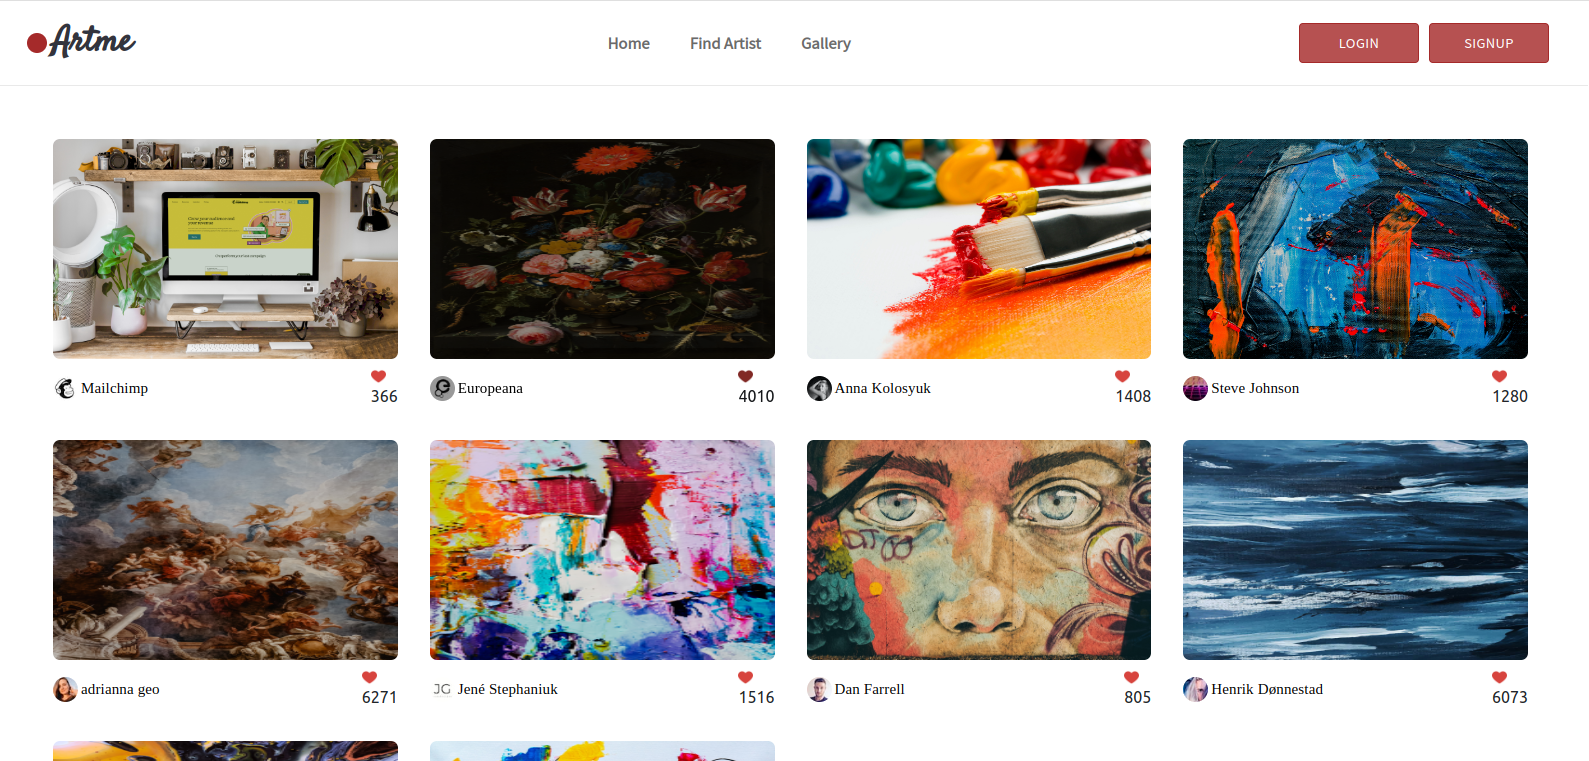 Artme
Home Find Artist Gallery
LOGIN SIGNUP
Mailchimp 366
Europeana 4010
Anna Kolosyuk 1408
Steve Johnson 1280
adrianna geo 6271
JG Jené Stephaniuk 1516
Dan Farrell 805
Henrik Dønnestad 6073